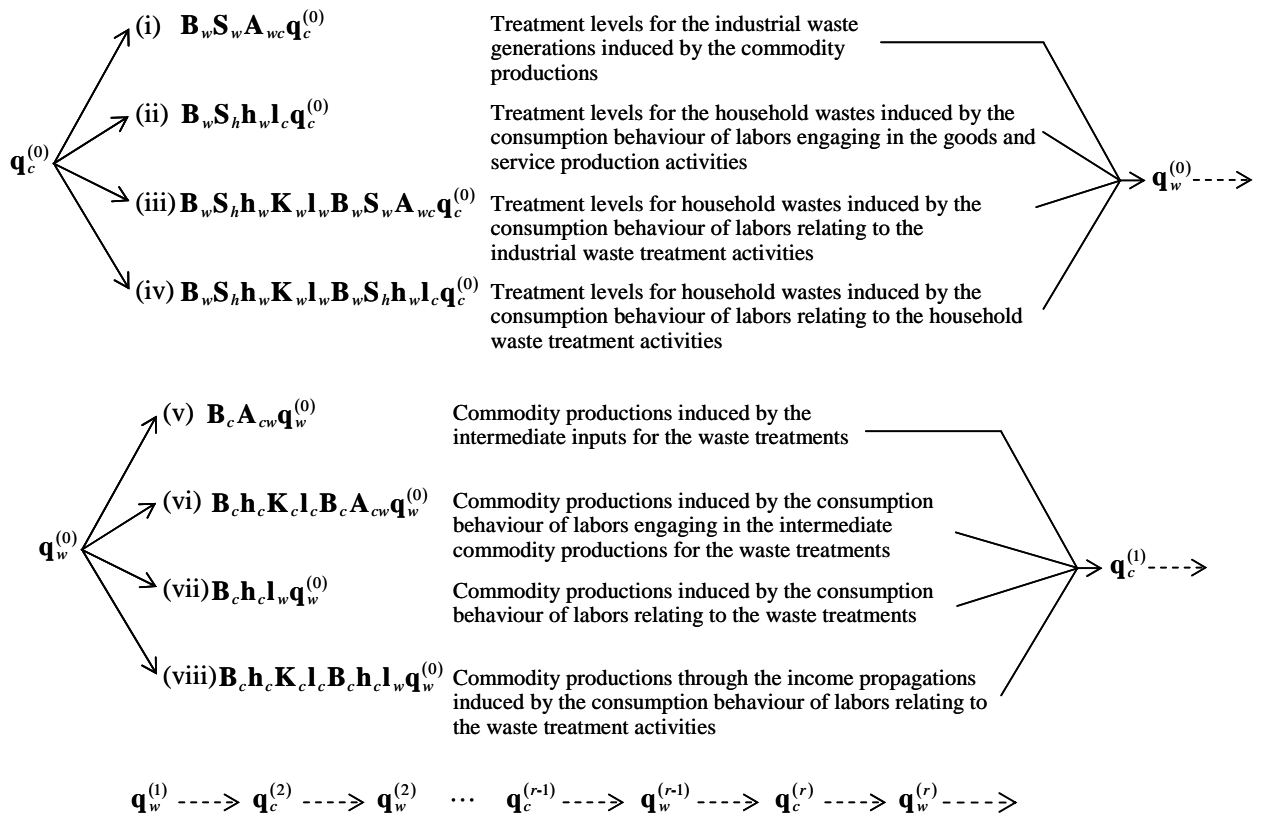 (i) B_w S_w A_wc q_c^(0)
Treatment levels for the industrial waste
generations induced by the commodity
productions
(ii) B_w S_h h_w l_c q_c^(0)
Treatment levels for the household wastes induced by the
consumption behaviour of labors engaging in the goods and
service production activities
q_c^(0)
q_w^(0)
(iii) B_w S_h h_w K_w l_w B_w S_w A_wc q_c^(0)
Treatment levels for household wastes induced by the
consumption behaviour of labors relating to the
industrial waste treatment activities
(iv) B_w S_h h_w K_w l_w B_w S_h h_w l_c q_c^(0)
Treatment levels for household wastes induced by the
consumption behaviour of labors relating to the household
waste treatment activities
(v) B_c A_cw q_w^(0)
Commodity productions induced by the
intermediate inputs for the waste treatments
(vi) B_c h_c K_c l_c B_c A_cw q_w^(0)
Commodity productions induced by the consumption
behaviour of labors engaging in the intermediate
commodity productions for the waste treatments
q_w^(0)
q_c^(1)
(vii) B_c h_c l_w q_w^(0)
Commodity productions induced by the consumption
behaviour of labors relating to the waste treatments
(viii) B_c h_c K_c l_c B_c h_c l_w q_w^(0)
Commodity productions through the income propagations
induced by the consumption behaviour of labors relating to
the waste treatment activities
q_w^(1) q_c^(2) q_w^(2) ··· q_c^(r-1) q_w^(r-1) q_c^(r) q_w^(r)